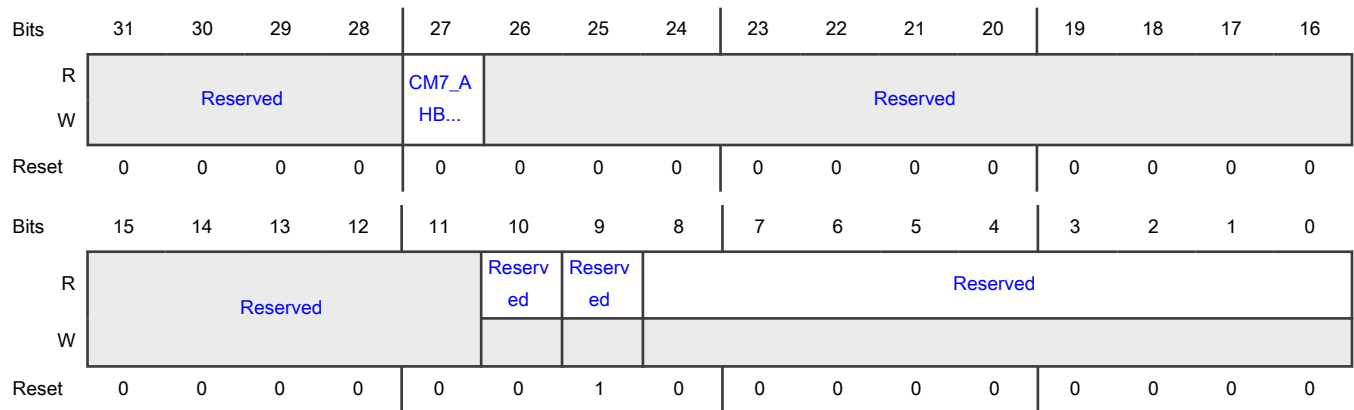 Bits 31 30 29 28 27 26 25 24 23 22 21 20 19 18 17 16
R Reserved CM7_A Reserved
W HB...
Reset 0 0 0 0 0 0 0 0 0 0 0 0 0 0 0 0
Bits 15 14 13 12 11 10 9 8 7 6 5 4 3 2 1 0
R Reserved Reserv Reserv Reserved
ed ed
W
Reset 0 0 0 0 0 0 1 0 0 0 0 0 0 0 0 0